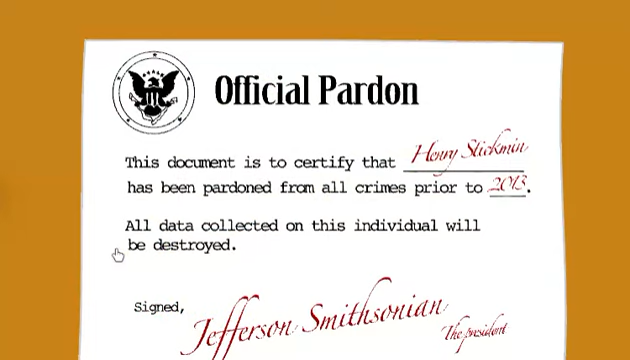 Official Pardon
This document is to certify that Henry Stickmin
has been pardoned from all crimes prior to 2013.
All data collected on this individual will
be destroyed.
Signed, Jefferson Smithsonian
The president